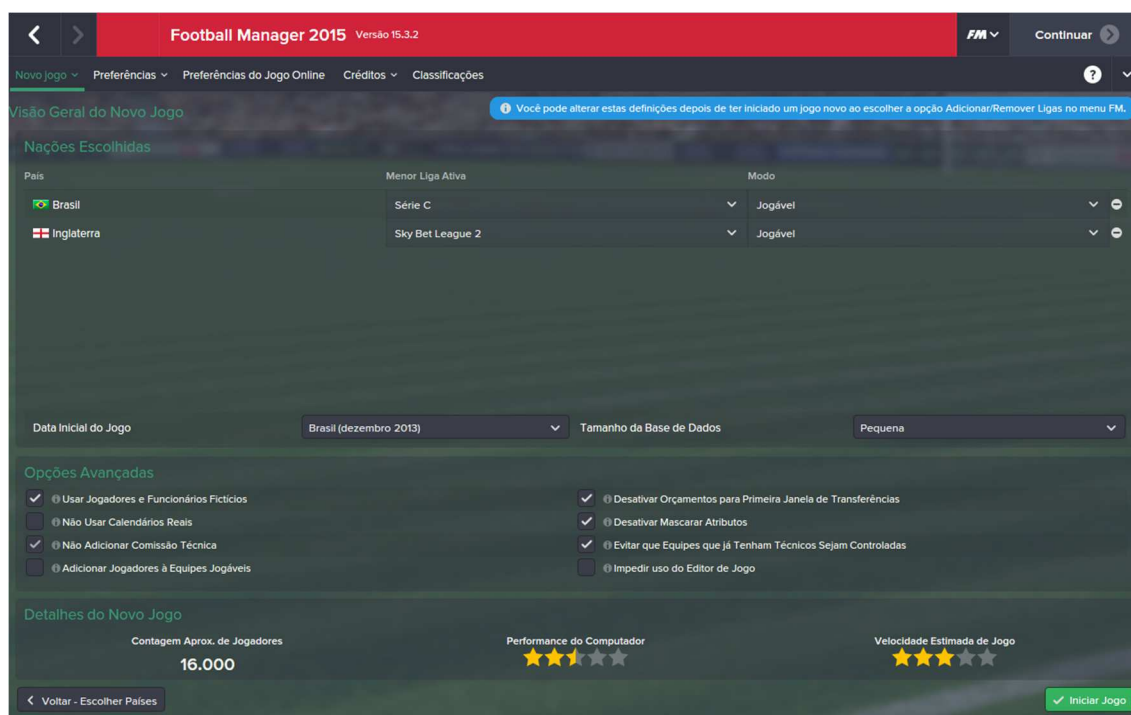 Football Manager 2015 Versão 15.3.2
FM
Continuar
Novo jogo
Preferências
Preferências do Jogo Online
Créditos
Classificações
?
Visão Geral do Novo Jogo
Você pode alterar estas definições depois de ter iniciado um jogo novo ao escolher a opção Adicionar/Remover Ligas no menu FM.
Nações Escolhidas
País Menor Liga Ativa Modo
Brasil Série C Jogável
Inglaterra Sky Bet League 2 Jogável
Data Inicial do Jogo Brasil (dezembro 2013) Tamanho da Base de Dados Pequena
Opções Avançadas
Usar Jogadores e Funcionários Fictícios
Desativar Orçamentos para Primeira Janela de Transferências
Não Usar Calendários Reais
Desativar Mascarar Atributos
Não Adicionar Comissão Técnica
Evitar que Equipes que já Tenham Técnicos Sejam Controladas
Adicionar Jogadores à Equipes Jogáveis
Impedir uso do Editor de Jogo
Detalhes do Novo Jogo
Contagem Aprox. de Jogadores Performance do Computador Velocidade Estimada de Jogo
16.000
Voltar - Escolher Países
Iniciar Jogo